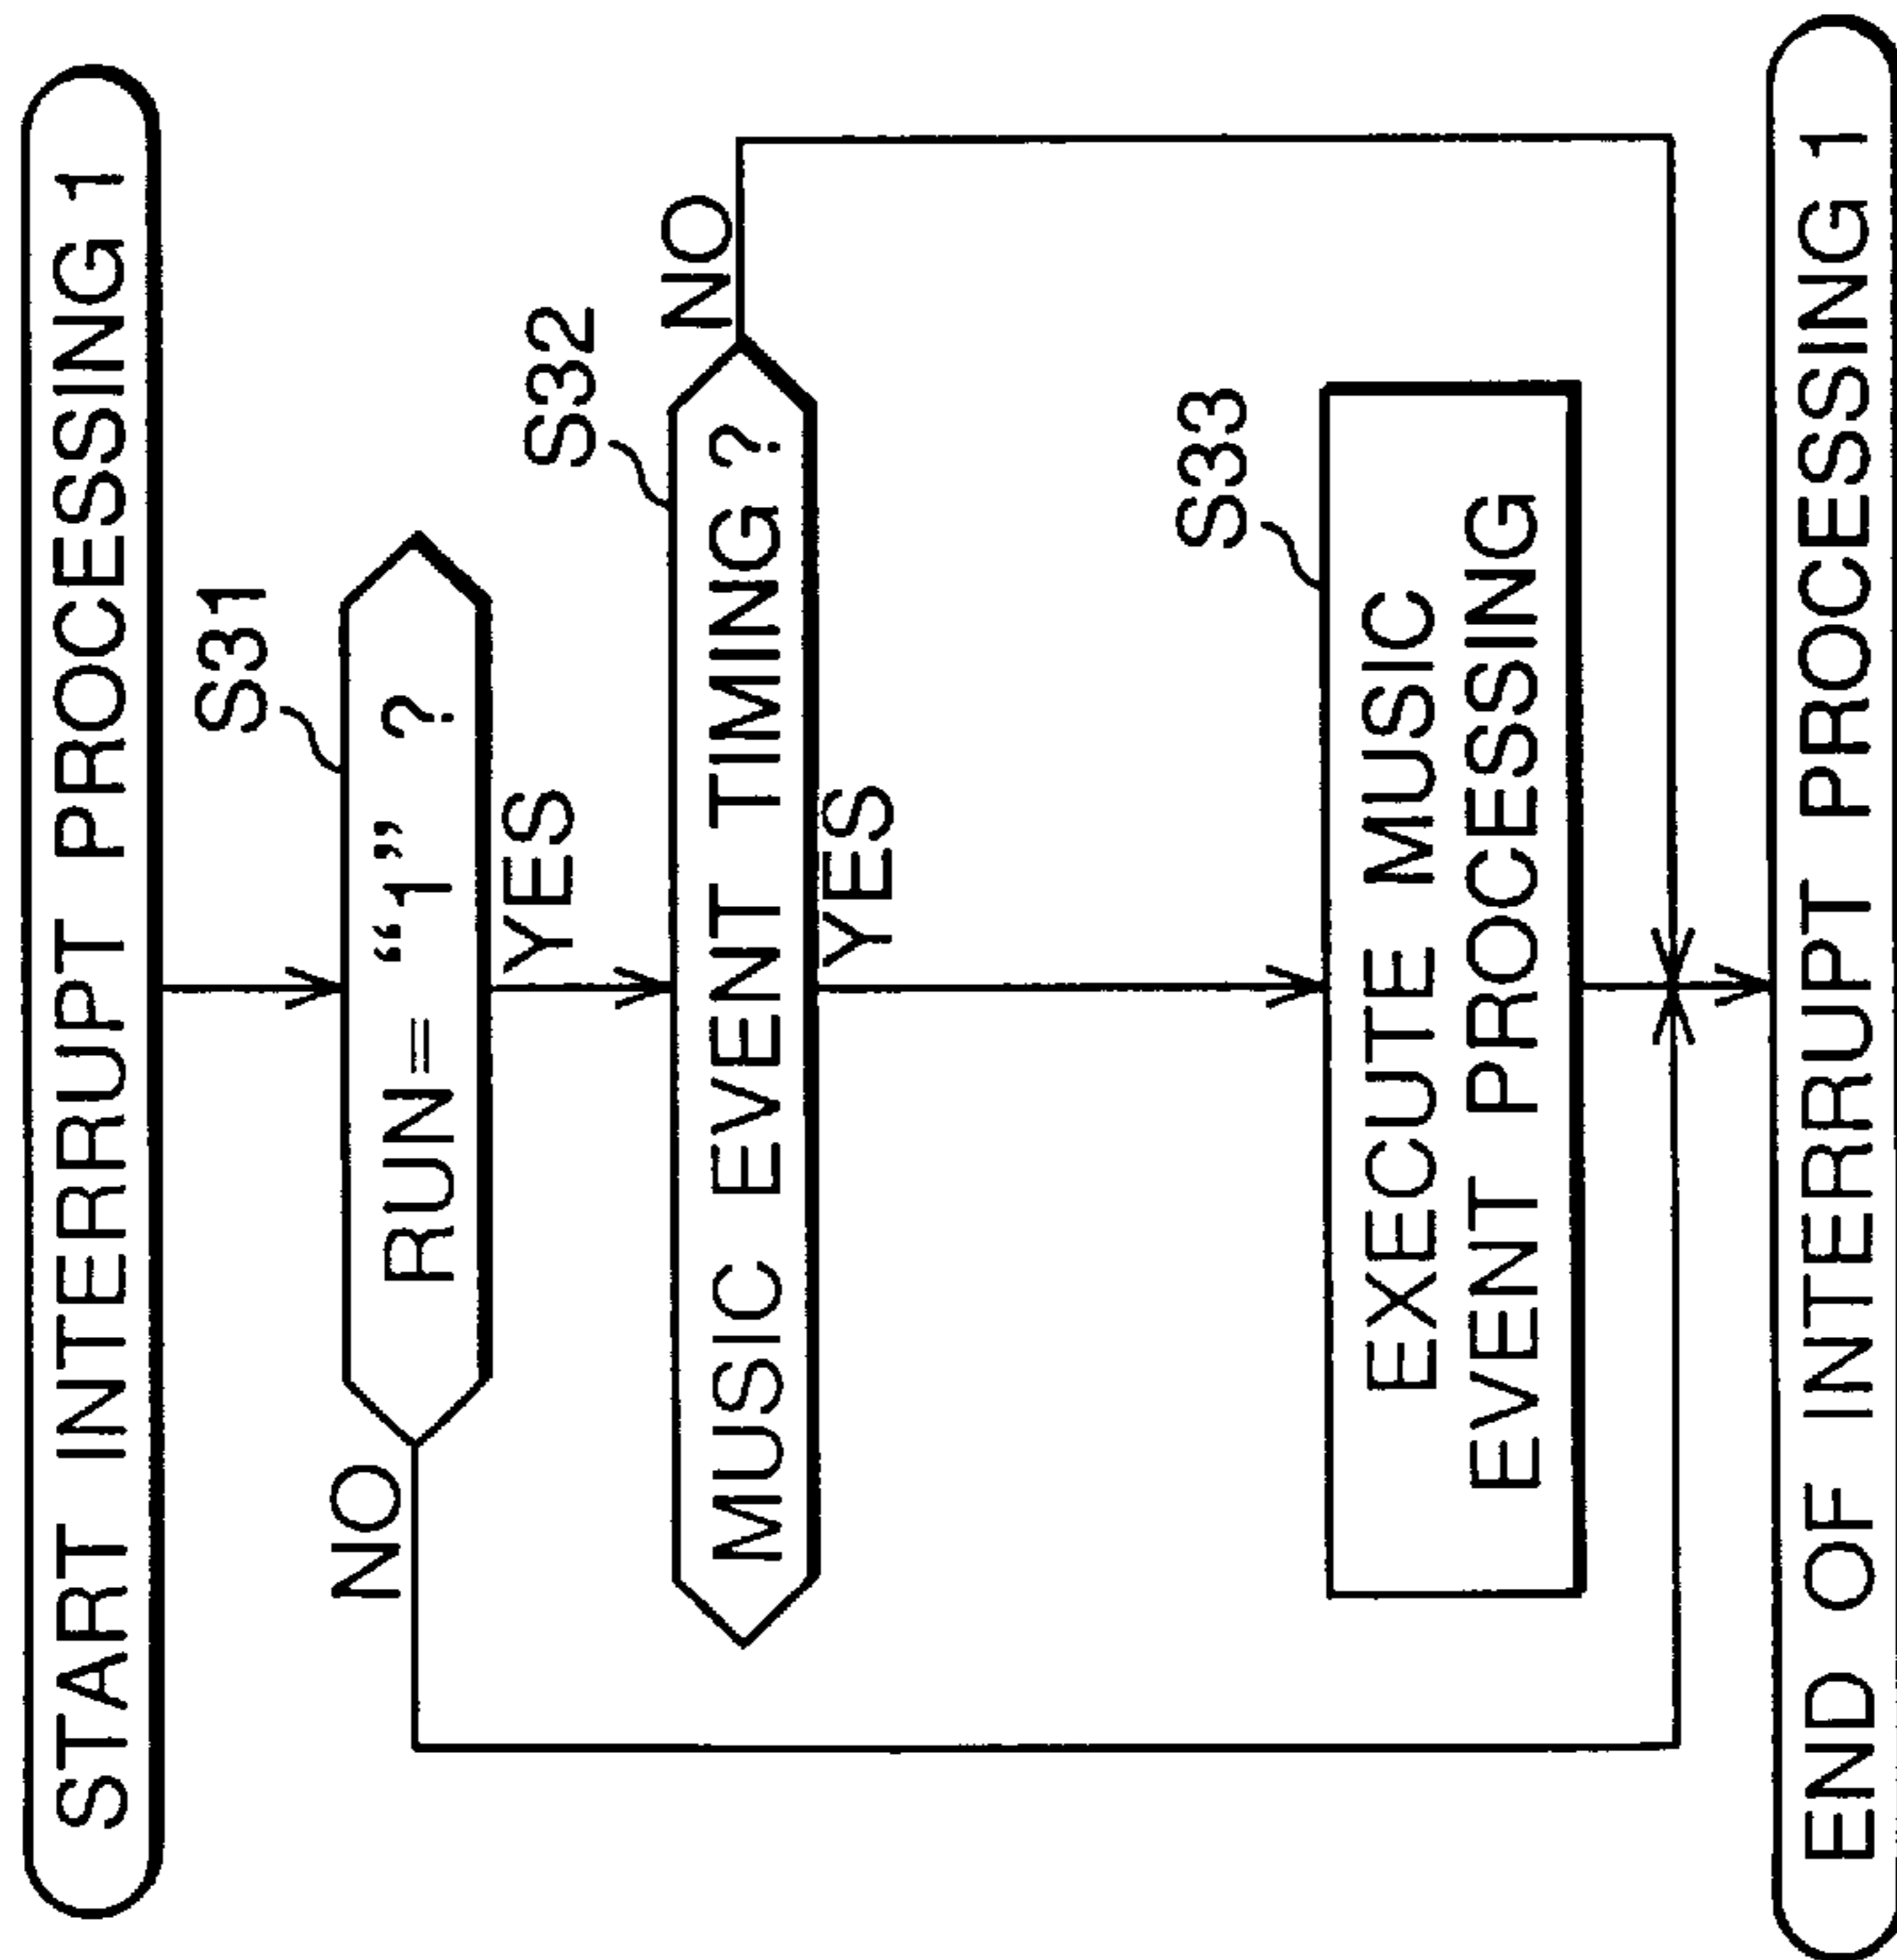 START INTERRUPT PROCESSING 1
S31
RUN= “1” ?
NO
YES
S32
MUSIC EVENT TIMING ?
NO
YES
S33
EXECUTE MUSIC
EVENT PROCESSING
END OF INTERRUPT PROCESSING 1